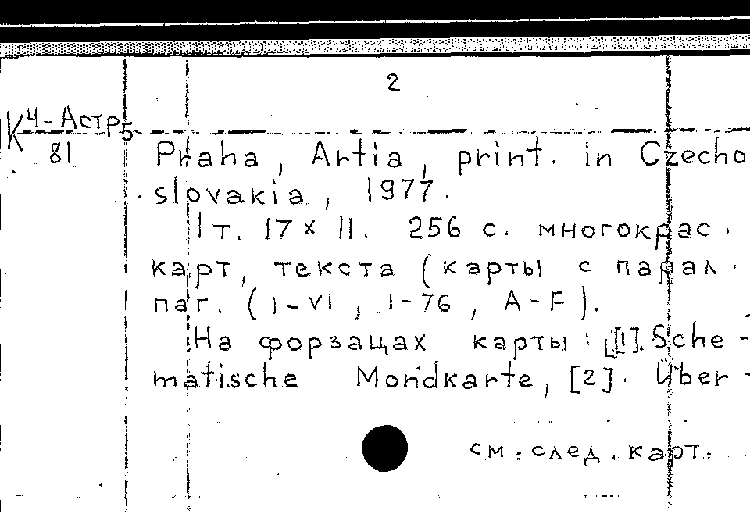 2
К 4-Астр5
81
Praha, Artia, print. in Czecho
slovakia, 1977.
1 т. 17 x 11. 256 с. многокрас.
карт, текста (карты с парал.
паг. (I-VI, 1-76, A-F).
На форзацах карты: [1]. Sche-
matische Mondkarte, [2]. Über-
см. след. карт.